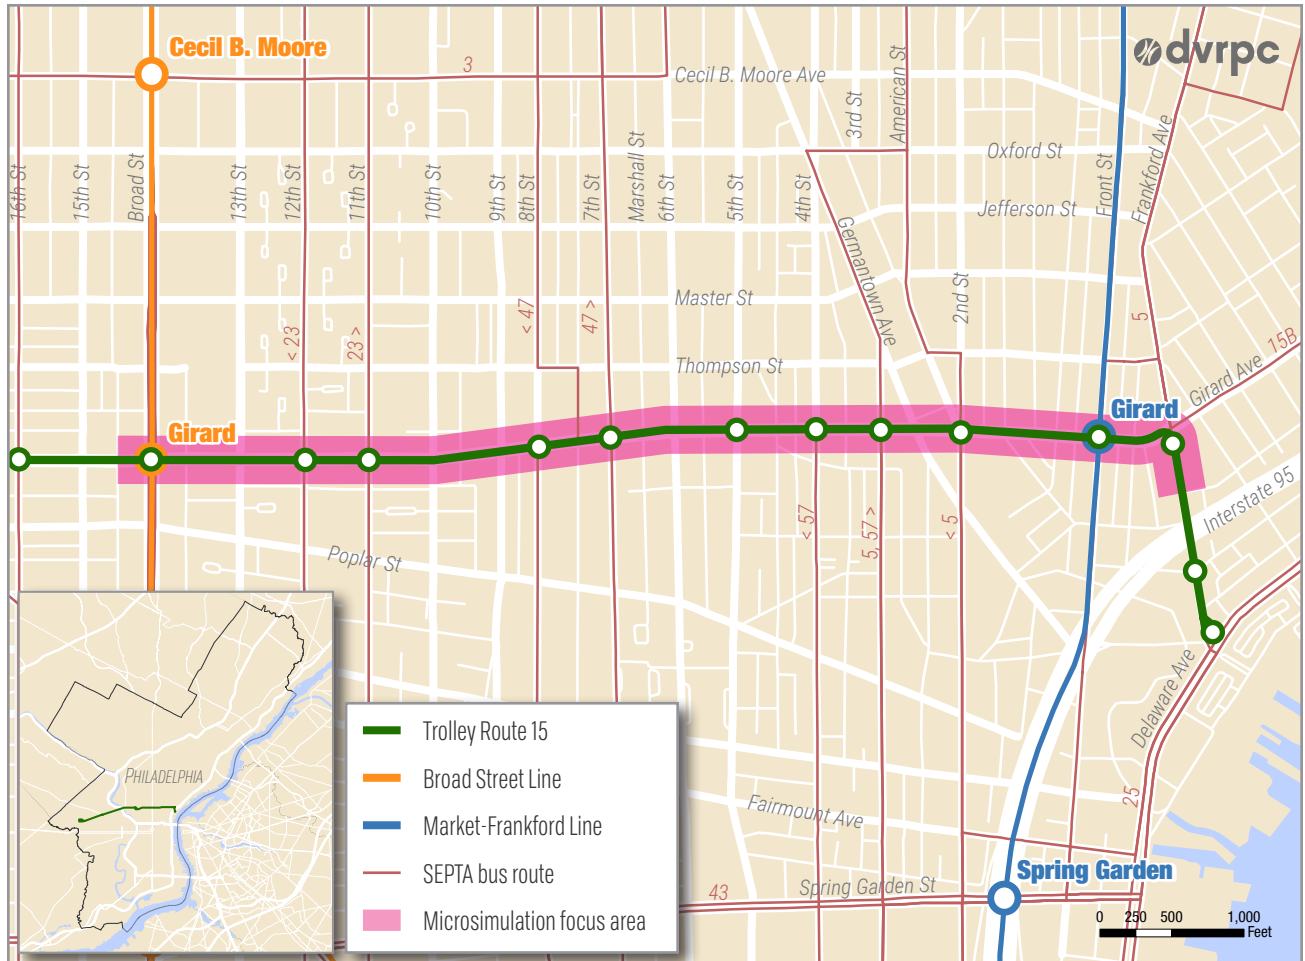 Cecil B. Moore
3
Cecil B. Moore Ave
dvrpc
3rd St
American St
Oxford St
Front St
Frankford Ave
16th St
15th St
Broad St
13th St
12th St
11th St
10th St
9th St
8th St
7th St
Marshall St
6th St
5th St
4th St
Jefferson St
Germantown Ave
2nd St
Master St
< 23
23 >
< 47
47 >
5
15B
Thompson St
Girard Ave
Girard
Girard
Interstate 95
< 57
5, 57 >
< 5
Poplar St
Delaware Ave
25
PHILADELPHIA
Trolley Route 15
Broad Street Line
Market-Frankford Line
SEPTA bus route
Microsimulation focus area
Fairmount Ave
Spring Garden
43
Spring Garden St
0 250 500 1,000
Feet